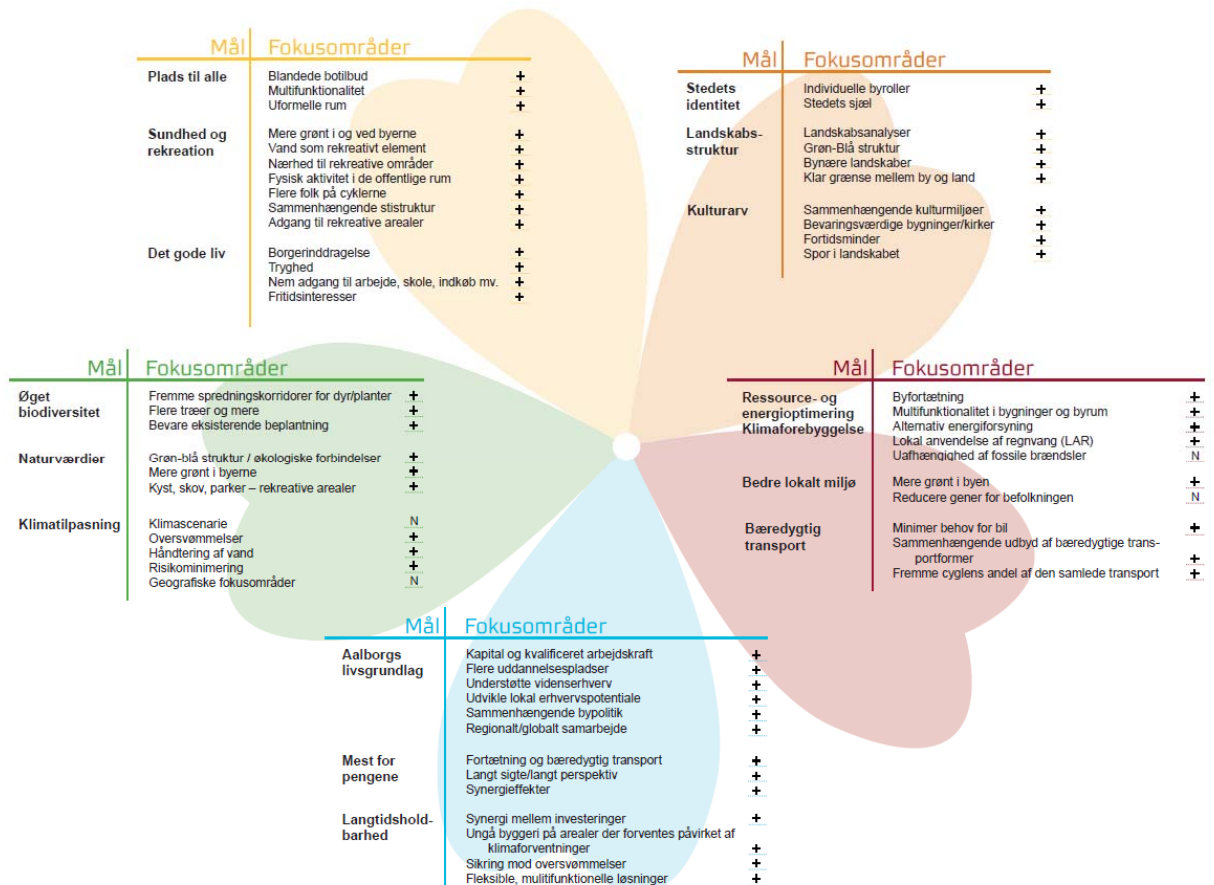 Mål Fokusområder
Plads til alle Blandede botilbud +
Multifunktionalitet +
Uformelle rum +
Sundhed og Mere grønt i og ved byerne +
rekreation Vand som rekreativt element +
Nærhed til rekreative områder +
Fysisk aktivitet i de offentlige rum +
Flere folk på cyklerne +
Sammenhængende stistruktur +
Adgang til rekreative arealer +
Det gode liv Borgerinddragelse +
Tryghed +
Nem adgang til arbejde, skole, indkøb mv. +
Fritidsinteresser +
Mål Fokusområder
Stedets Individuelle byroller +
identitet Stedets sjæl +
Landskabs- Landskabsanalyser +
struktur Grøn-Blå struktur +
Bynære landskaber +
Klar grænse mellem by og land +
Kulturarv Sammenhængende kulturmiljøer +
Bevaringsværdige bygninger/kirker +
Fortidsminder +
Spor i landskabet +
Mål Fokusområder
Øget Fremme spredningskorridorer for dyr/planter +
biodiversitet Flere træer og mere +
Bevare eksisterende beplantning +
Naturværdier Grøn-blå struktur / økologiske forbindelser +
Mere grønt i byerne +
Kyst, skov, parker – rekreative arealer +
Klimatilpasning Klimascenarie N
Oversvømmelser +
Håndtering af vand +
Risikominimering +
Geografiske fokusområder N
Mål Fokusområder
Ressource- og Byfortætning +
energioptimering Multifunktionalitet i bygninger og byrum +
Klimaforebyggelse Alternativ energiforsyning +
Lokal anvendelse af regnvang (LAR) +
Uafhængighed af fossile brændsler N
Bedre lokalt miljø Mere grønt i byen +
Reducere gener for befolkningen N
Bæredygtig Minimer behov for bil +
transport Sammenhængende udbyd af bæredygtige trans-
portformer +
Fremme cyglens andel af den samlede transport +
Mål Fokusområder
Aalborgs Kapital og kvalificeret arbejdskraft +
livsgrundlag Flere uddannelsespladser +
Understøtte videnserhverv +
Udvikle lokal erhvervspotentiale +
Sammenhængende bypolitik +
Regionalt/globalt samarbejde +
Mest for Fortætning og bæredygtig transport +
pengene Langt sigte/langt perspektiv +
Synergieffekter +
Langtidshold- Synergi mellem investeringer +
barhed Ungå byggeri på arealer der forventes påvirket af
klimaforventninger +
Sikring mod oversvømmelser +
Fleksible, mulitifunktionelle løsninger +